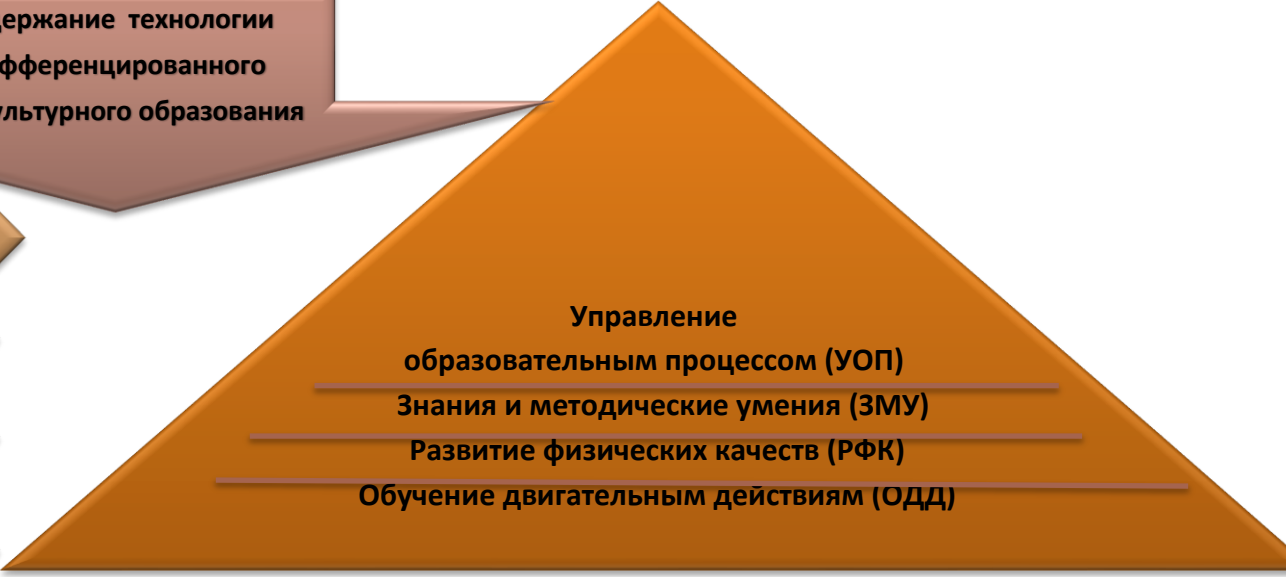 держание технологии
фференцированного
ультурного образования
Управление
образовательным процессом (УОП)
Знания и методические умения (ЗМУ)
Развитие физических качеств (РФК)
Обучение двигательным действиям (ОДД)